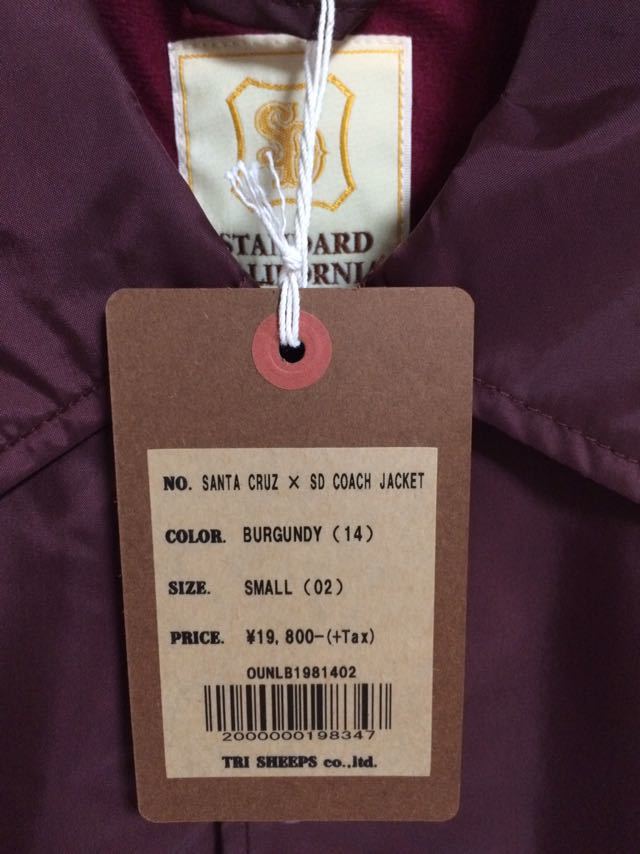 SD
STANDARD
CALIFORNIA
NO. SANTA CRUZ × SD COACH JACKET
COLOR. BURGUNDY (14)
SIZE. SMALL (02)
PRICE. ¥19,800-(+Tax)
OUNLB1981402
2000000198347
TRI SHEEPS co.,ltd.